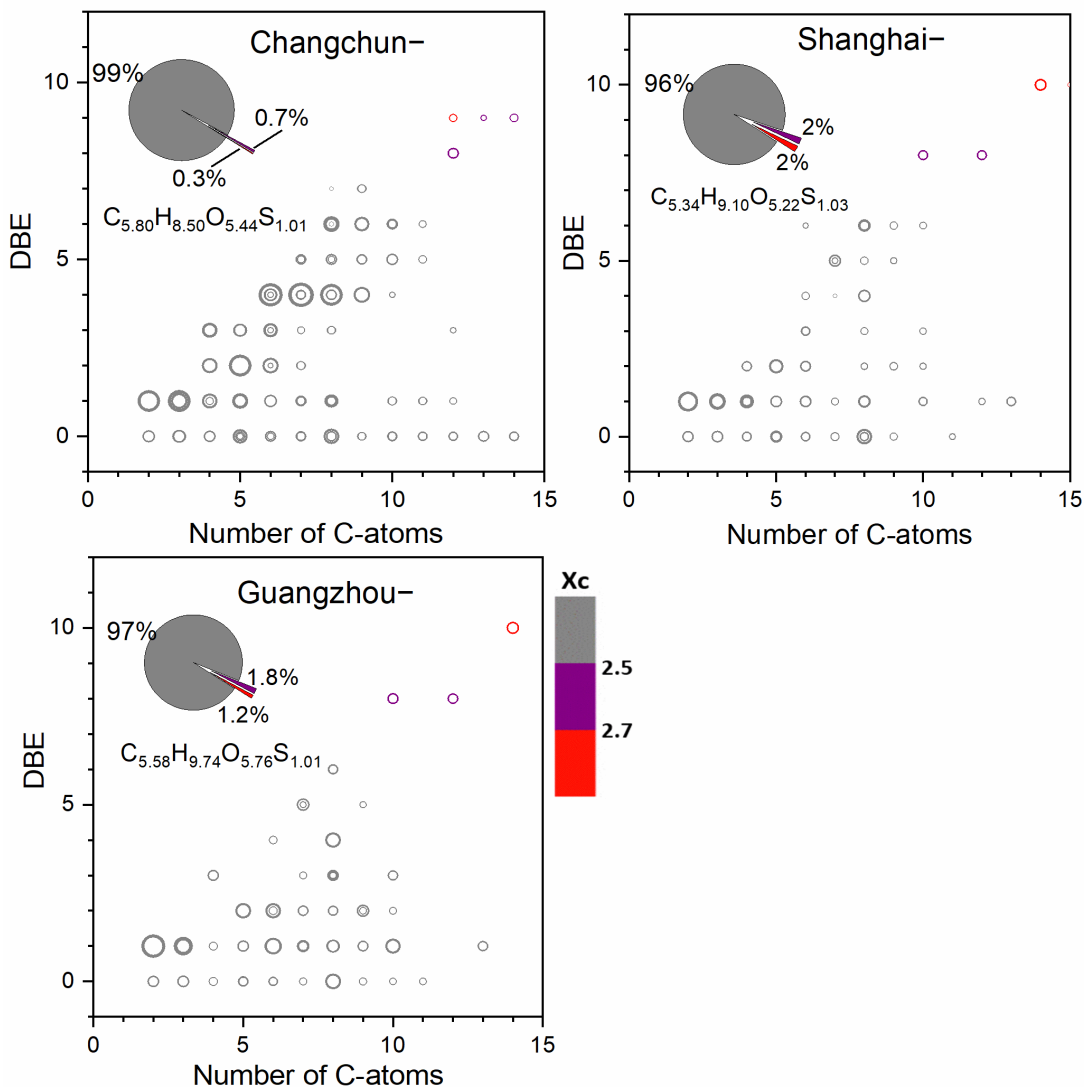 Changchun−
99%
0.7%
0.3%
C5.80H8.50O5.44S1.01
DBE
10
5
0
0 5 10 15
Number of C-atoms
Shanghai−
96%
2%
2%
C5.34H9.10O5.22S1.03
DBE
10
5
0
0 5 10 15
Number of C-atoms
Guangzhou−
97%
1.8%
1.2%
C5.58H9.74O5.76S1.01
DBE
10
5
0
0 5 10 15
Number of C-atoms
Xc
2.5
2.7